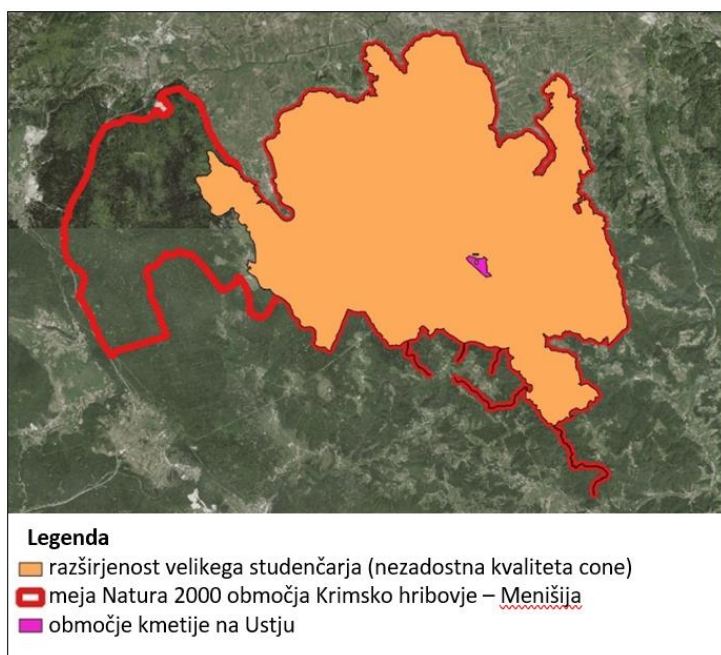 Legenda
razširjenost velikega studenčarja (nezadostna kvaliteta cone)
meja Natura 2000 območja Krimsko hribovje – Menišija
območje kmetije na Ustju